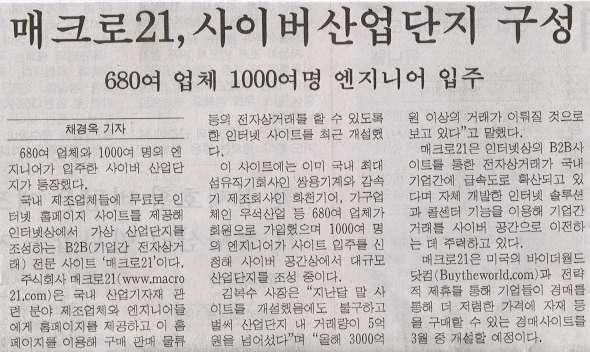 매크로21, 사이버산업단지 구성
680여 업체 1000여명 엔지니어 입주
채경옥 기자
680여 업체와 1000여 명의 엔
지니어가 입주한 사이버 산업단
지가 등장했다.
국내 제조업체들에 무료로 인
터넷 홈페이지 사이트를 제공해
인터넷상에서 가상 산업단지를
조성하는 B2B(기업간 전자상거
래) 전문 사이트 '매크로21'이다.
주식회사 매크로21(www.macro
21.com)은 국내 산업기자재 관
련 분야 제조업체와 엔지니어들
에게 홈페이지를 제공하고 이 홈
페이지를 이용해 구매 판매 물류
등의 전자상거래를 할 수 있도록
한 인터넷 사이트를 최근 개설했
다.
이 사이트에는 이미 국내 최대
섬유직기회사인 쌍용기계와 감속
기 제조회사인 화천기어, 가구업
체인 우석산업 등 680여 업체가
회원으로 가입했으며 1000여 명
의 엔지니어가 사이트 입주를 신
청해 사이버 공간상에서 대규모
산업단지를 조성 중이다.
김복수 사장은 "지난달 말 사
이트를 개설했음에도 불구하고
벌써 산업단지 내 거래량이 5억
원을 넘어섰다"며 "올해 3000억
원 이상의 거래가 이뤄질 것으로
보고 있다"고 말했다.
매크로21은 인터넷상의 B2B사
이트를 통한 전자상거래가 국내
기업간에 급속도로 확산되고 있
다며 자체 개발한 인터넷 솔루션
과 콜센터 기능을 이용해 기업간
거래를 사이버 공간으로 이전하
는 데 주력하고 있다.
매크로21은 미국의 바이더월드
닷컴(Buytheworld.com)과 전략
적 제휴를 통해 기업들이 경매를
통해 더 저렴한 가격에 자재 등
을 구매할 수 있는 경매사이트를
3월 중 개설할 예정이다.